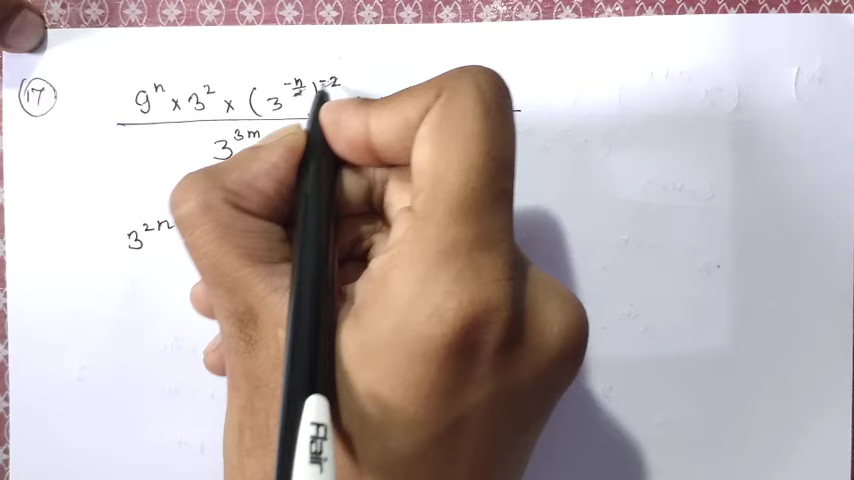 (17)
9ⁿ × 3² × (3^(-n/2))^(-2)
3^(3m)
3^(2n)
Flair